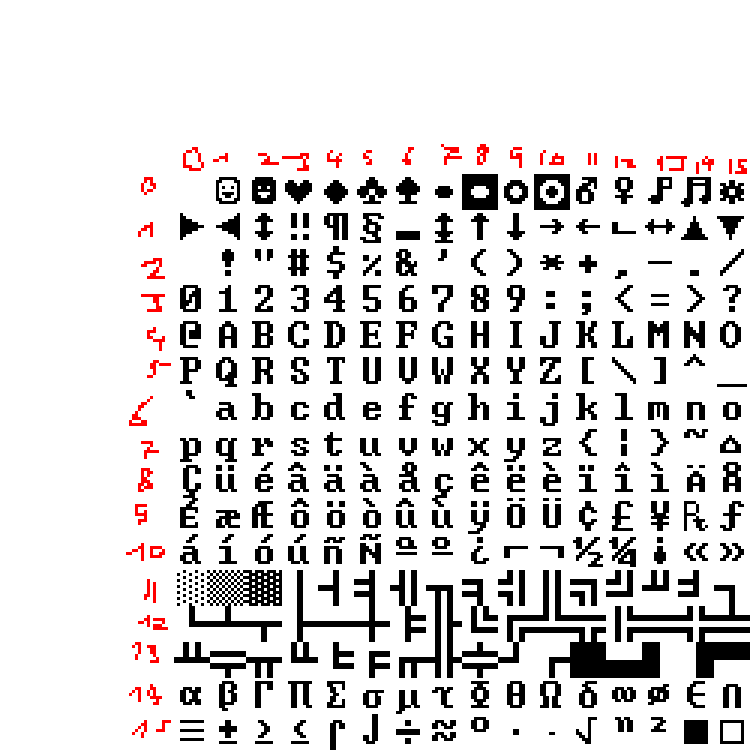 0 1 2 3 4 5 6 7 8 9 10 11 12 13 14 15
0 ☺ ☻ ♥ ♦ ♣ ♠ • ◘ ○ ◙ ♂ ♀ ♪ ♫ ☼
1 ► ◄ ↕ ‼ ¶ § ▬ ↨ ↑ ↓ → ← ∟ ↔ ▲ ▼
2 ! " # $ % & ' ( ) * + , - . /
3 0 1 2 3 4 5 6 7 8 9 : ; < = > ?
4 @ A B C D E F G H I J K L M N O
5 P Q R S T U V W X Y Z [ \ ] ^ _
6 ` a b c d e f g h i j k l m n o
7 p q r s t u v w x y z { ¦ } ~ ⌂
8 Ç ü é â ä à å ç ê ë è ï î ì Ä Å
9 É æ Æ ô ö ò û ù ÿ Ö Ü ¢ £ ¥ ₧ ƒ
10 á í ó ú ñ Ñ ª º ¿ ⌐ ¬ ½ ¼ ¡ « »
11 ░ ▒ ▓ │ ┤ ╡ ╢ ╖ ╕ ╣ ║ ╗ ╝ ╜ ╛ ┐
12 └ ┴ ┬ ├ ─ ┼ ╞ ╟ ╚ ╔ ╩ ╦ ╠ ═ ╬ ╧
13 ╨ ╤ ╥ ╙ ╘ ╒ ╓ ╫ ╪ ┘ ┌ █ ▄ ▌ ▐ ▀
14 α β Γ Π Σ σ µ τ Φ θ Ω δ ∞ ø ∈ ∩
15 ≡ ± ≥ ≤ ⌠ ⌡ ÷ ≈ ° ∙ · √ ⁿ ² ■ □